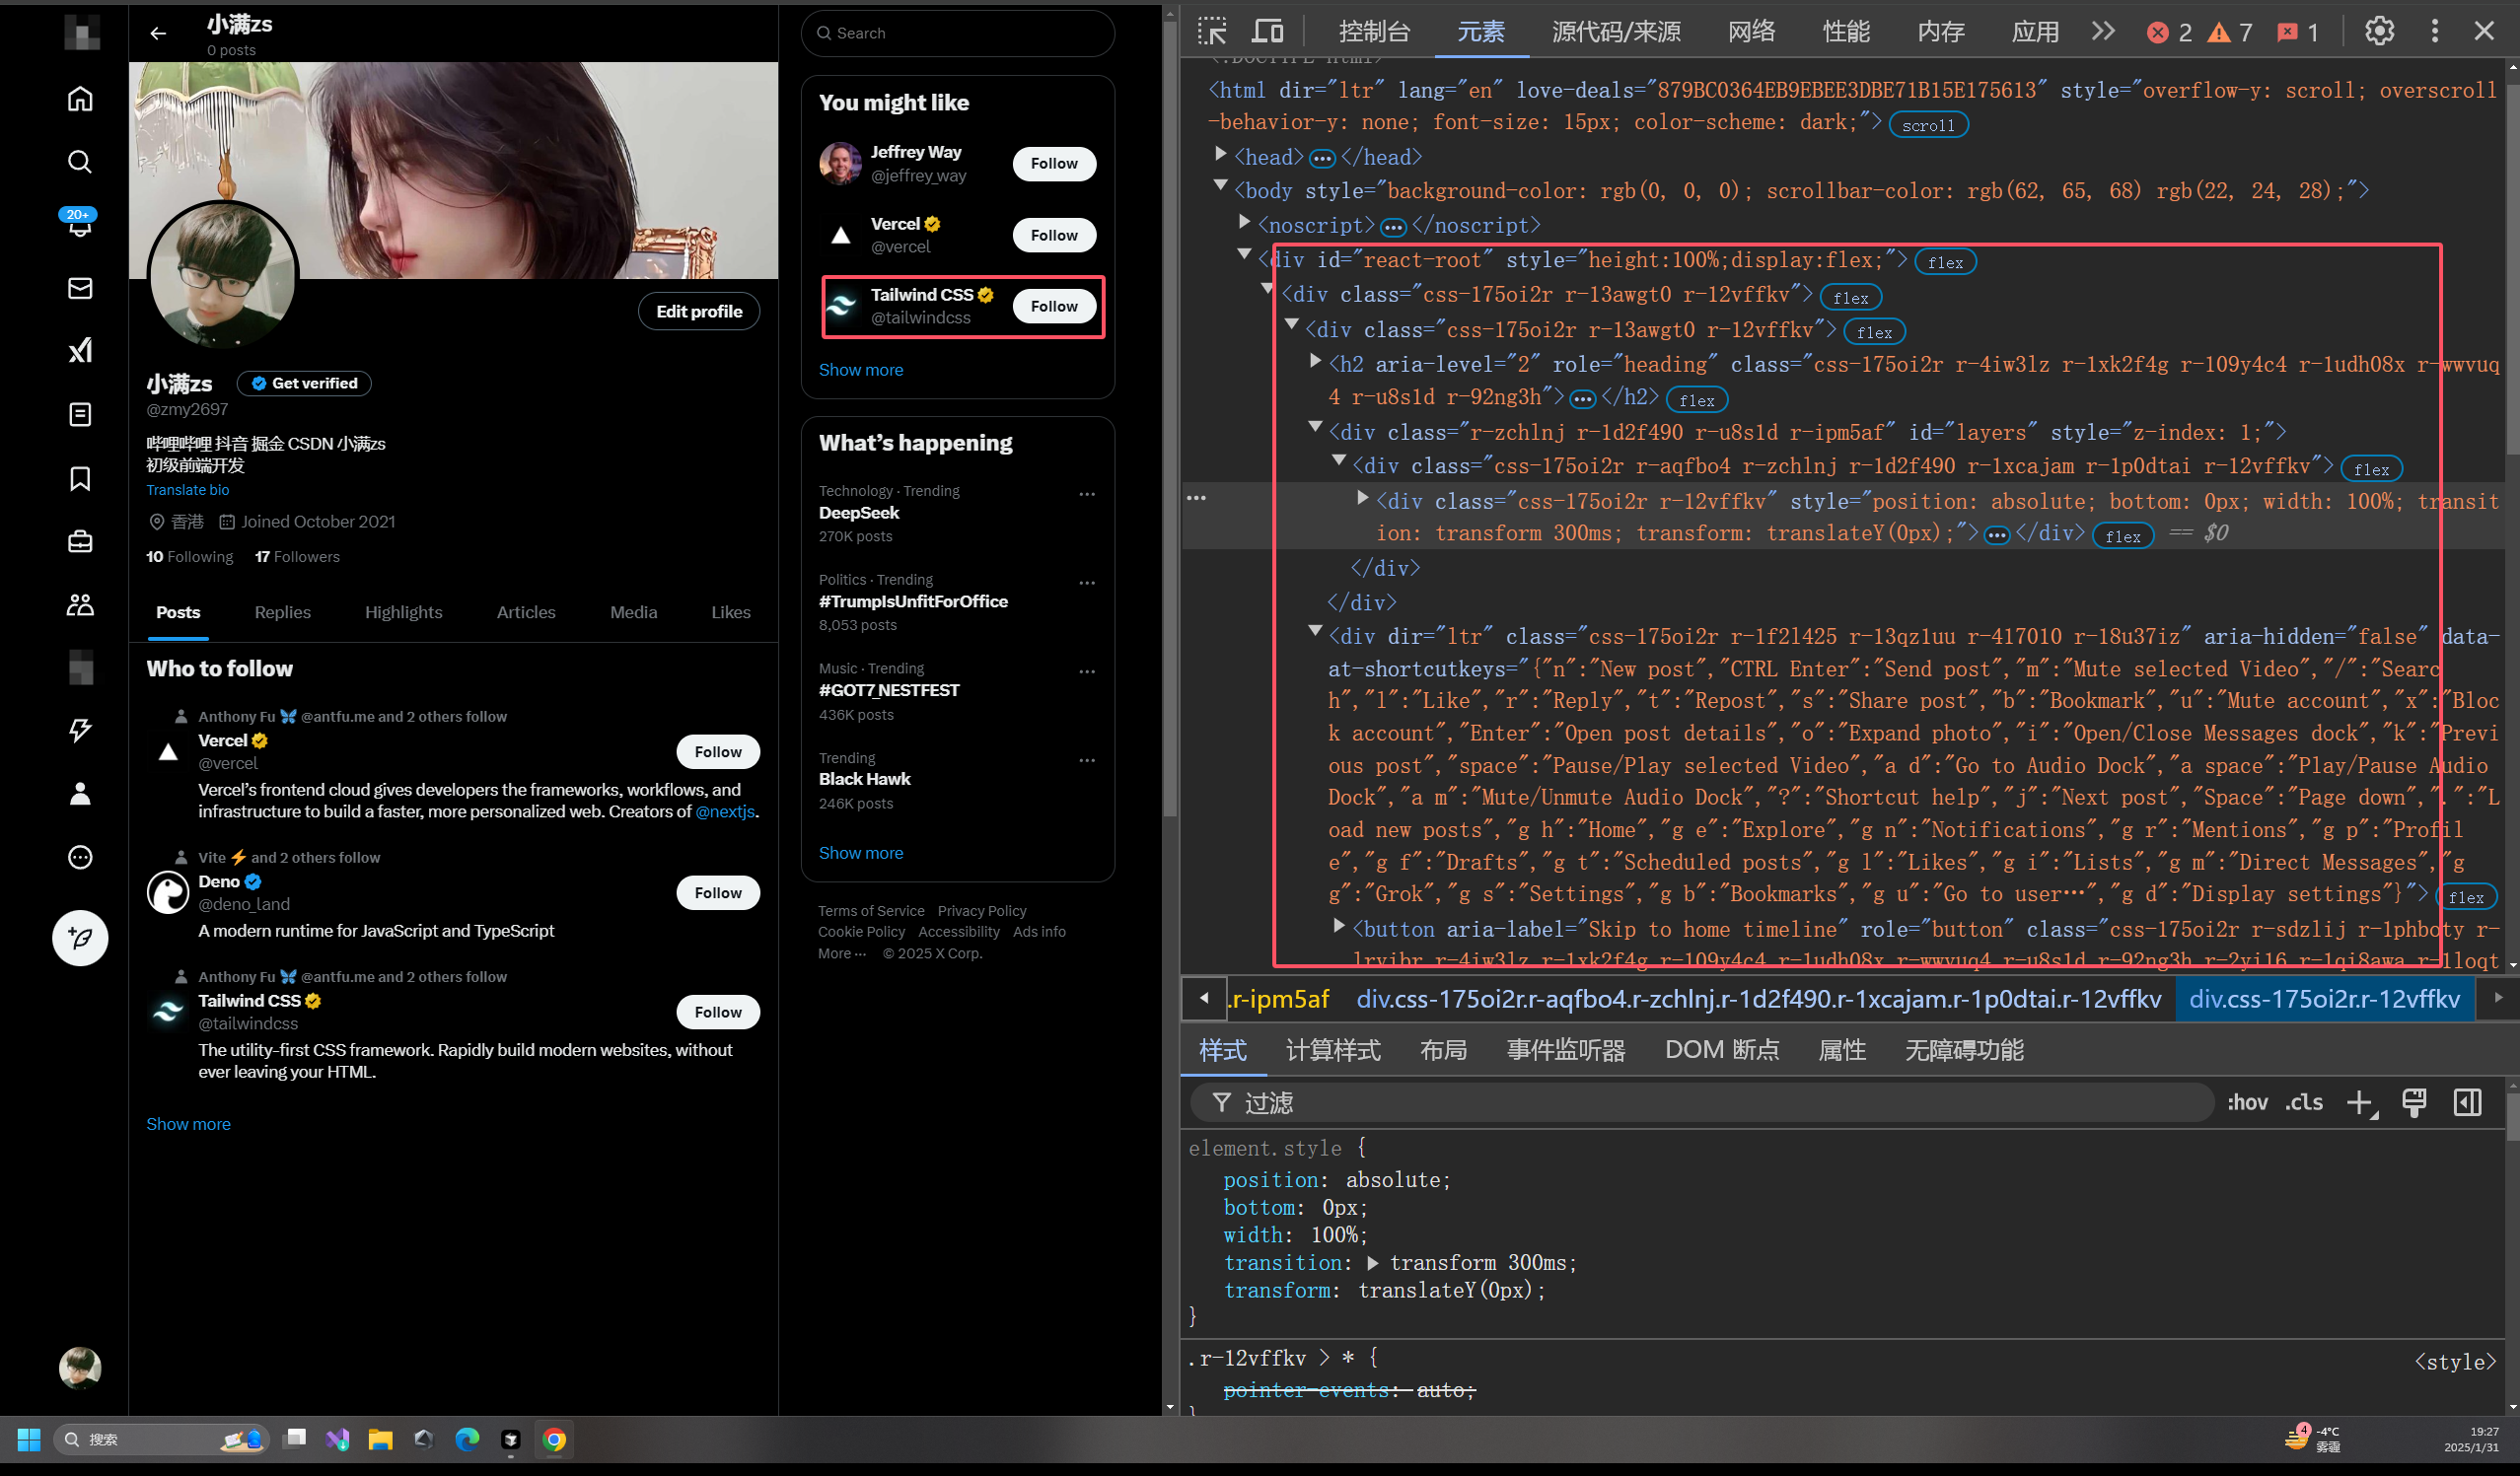 小满zs
0 posts
20+
Edit profile
小满zs
Get verified
@zmy2697
哔哩哔哩 抖音 掘金 CSDN 小满zs
初级前端开发
Translate bio
香港 Joined October 2021
10 Following 17 Followers
Posts Replies Highlights Articles Media Likes
Who to follow
Anthony Fu 🦋 @antfu.me and 2 others follow
Vercel
@vercel
Follow
Vercel’s frontend cloud gives developers the frameworks, workflows, and
infrastructure to build a faster, more personalized web. Creators of @nextjs.
Vite ⚡ and 2 others follow
Deno
@deno_land
Follow
A modern runtime for JavaScript and TypeScript
Anthony Fu 🦋 @antfu.me and 2 others follow
Tailwind CSS
@tailwindcss
Follow
The utility-first CSS framework. Rapidly build modern websites, without
ever leaving your HTML.
Show more
Search
You might like
Jeffrey Way
@jeffrey_way
Follow
Vercel
@vercel
Follow
Tailwind CSS
@tailwindcss
Follow
Show more
What’s happening
Technology · Trending
DeepSeek
270K posts
Politics · Trending
#TrumpIsUnfitForOffice
8,053 posts
Music · Trending
#GOT7_NESTFEST
436K posts
Trending
Black Hawk
246K posts
Show more
Terms of Service Privacy Policy
Cookie Policy Accessibility Ads info
More ··· © 2025 X Corp.
控制台 元素 源代码/来源 网络 性能 内存 应用 2 7 1
<!DOCTYPE html>
<html dir="ltr" lang="en" love-deals="879BC0364EB9EBEE3DBE71B15E175613" style="overflow-y: scroll; overscroll
-behavior-y: none; font-size: 15px; color-scheme: dark;"> scroll
<head> ··· </head>
<body style="background-color: rgb(0, 0, 0); scrollbar-color: rgb(62, 65, 68) rgb(22, 24, 28);">
<noscript> ··· </noscript>
<div id="react-root" style="height:100%;display:flex;"> flex
<div class="css-175oi2r r-13awgt0 r-12vffkv"> flex
<div class="css-175oi2r r-13awgt0 r-12vffkv"> flex
<h2 aria-level="2" role="heading" class="css-175oi2r r-4iw3lz r-1xk2f4g r-109y4c4 r-1udh08x r-wwvuq
4 r-u8s1d r-92ng3h"> ··· </h2> flex
<div class="r-zchlnj r-1d2f490 r-u8s1d r-ipm5af" id="layers" style="z-index: 1;">
<div class="css-175oi2r r-aqfbo4 r-zchlnj r-1d2f490 r-1xcajam r-1p0dtai r-12vffkv"> flex
<div class="css-175oi2r r-12vffkv" style="position: absolute; bottom: 0px; width: 100%; transit
ion: transform 300ms; transform: translateY(0px);"> ··· </div> flex == $0
</div>
</div>
<div dir="ltr" class="css-175oi2r r-1f2l425 r-13qz1uu r-417010 r-18u37iz" aria-hidden="false" data-
at-shortcutkeys="{"n":"New post","CTRL Enter":"Send post","m":"Mute selected Video","/":"Searc
h","l":"Like","r":"Reply","t":"Repost","s":"Share post","b":"Bookmark","u":"Mute account","x":"Bloc
k account","Enter":"Open post details","o":"Expand photo","i":"Open/Close Messages dock","k":"Previ
ous post","space":"Pause/Play selected Video","a d":"Go to Audio Dock","a space":"Play/Pause Audio
Dock","a m":"Mute/Unmute Audio Dock","?":"Shortcut help","j":"Next post","Space":"Page down",".":"L
oad new posts","g h":"Home","g e":"Explore","g n":"Notifications","g r":"Mentions","g p":"Profil
e","g f":"Drafts","g t":"Scheduled posts","g l":"Likes","g i":"Lists","g m":"Direct Messages","g
g":"Grok","g s":"Settings","g b":"Bookmarks","g u":"Go to user…","g d":"Display settings"}"> flex
<button aria-label="Skip to home timeline" role="button" class="css-175oi2r r-sdzlij r-1phboty r-
lrvibr r-4iw3lz r-1xk2f4g r-109y4c4 r-1udh08x r-wwvuq4 r-u8s1d r-92ng3h r-2yi16 r-1qi8awa r-1loqt
.r-ipm5af div.css-175oi2r.r-aqfbo4.r-zchlnj.r-1d2f490.r-1xcajam.r-1p0dtai.r-12vffkv div.css-175oi2r.r-12vffkv
样式 计算样式 布局 事件监听器 DOM 断点 属性 无障碍功能
过滤 :hov .cls
element.style {
position: absolute;
bottom: 0px;
width: 100%;
transition: transform 300ms;
transform: translateY(0px);
}
.r-12vffkv > * { <style>
pointer-events: auto;
}
搜索
4
-4°C
雾霾
19:27
2025/1/31